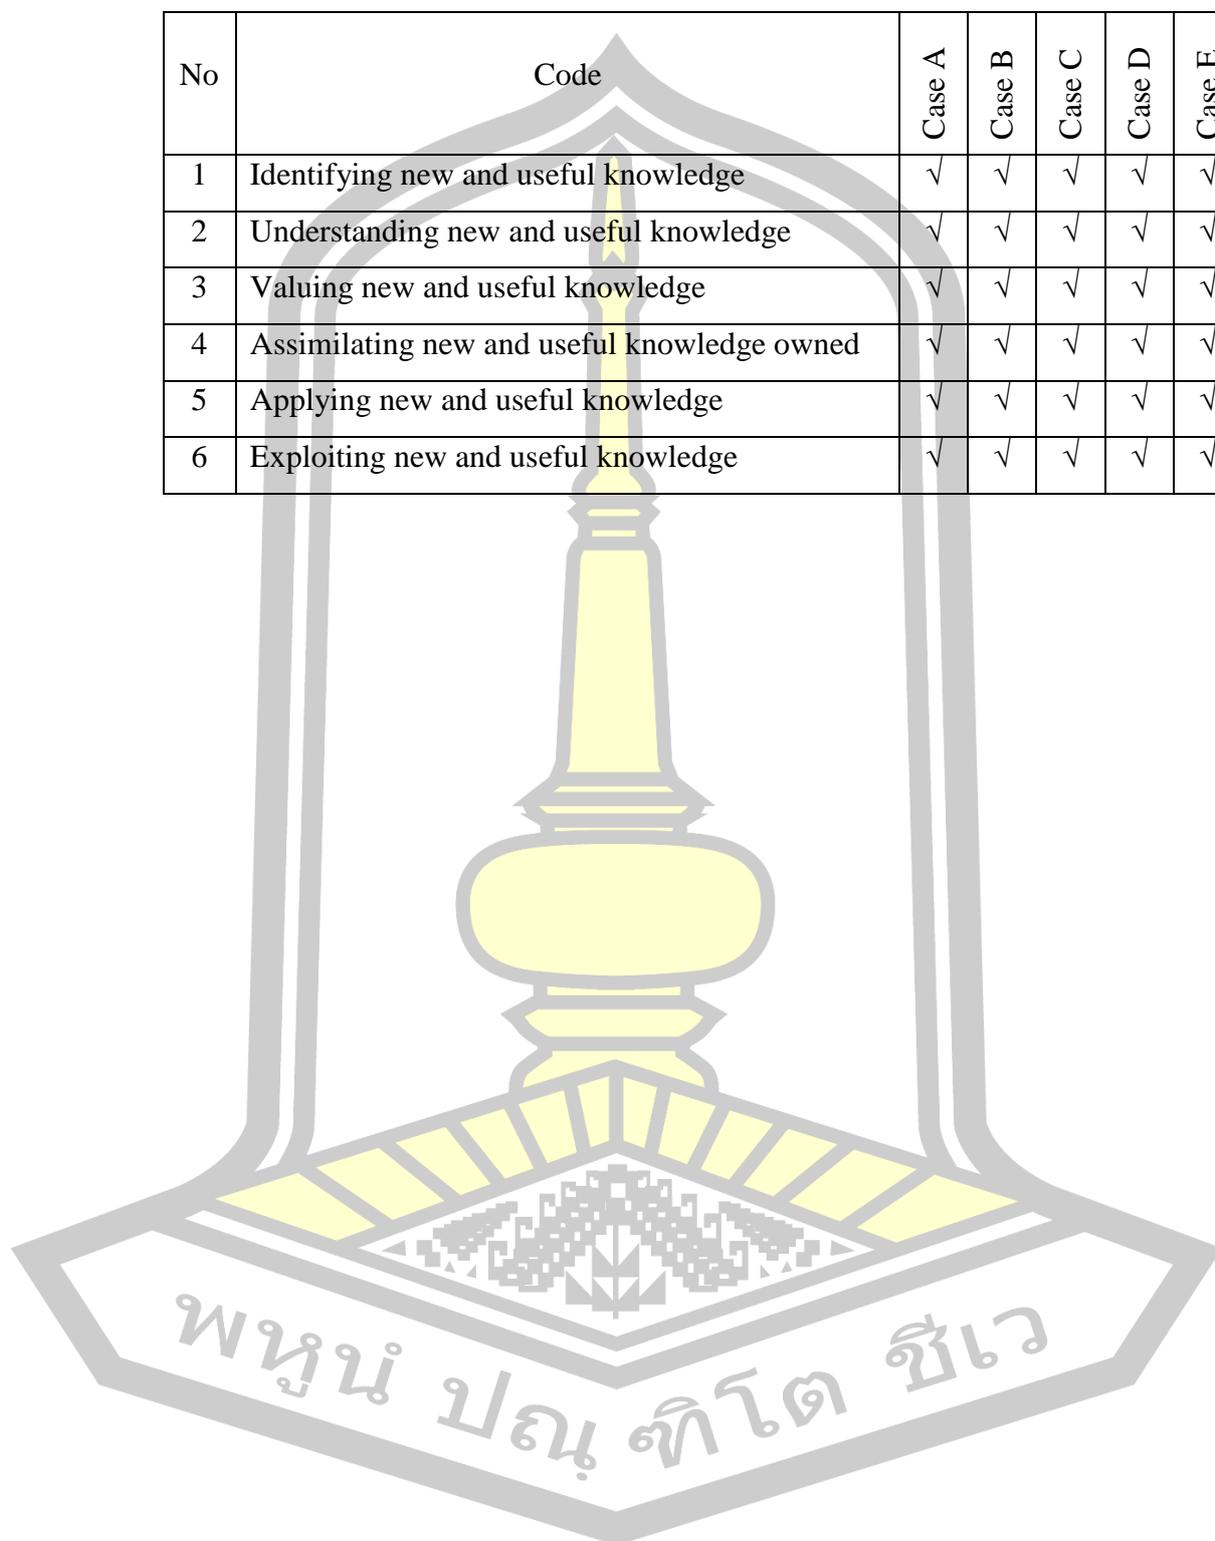 No Code Case A Case B Case C Case D Case E
1 Identifying new and useful knowledge √ √ √ √ √
2 Understanding new and useful knowledge √ √ √ √ √
3 Valuing new and useful knowledge √ √ √ √ √
4 Assimilating new and useful knowledge owned √ √ √ √ √
5 Applying new and useful knowledge √ √ √ √ √
6 Exploiting new and useful knowledge √ √ √ √ √
พหูนํ ปณฺฑิโต ชีเว